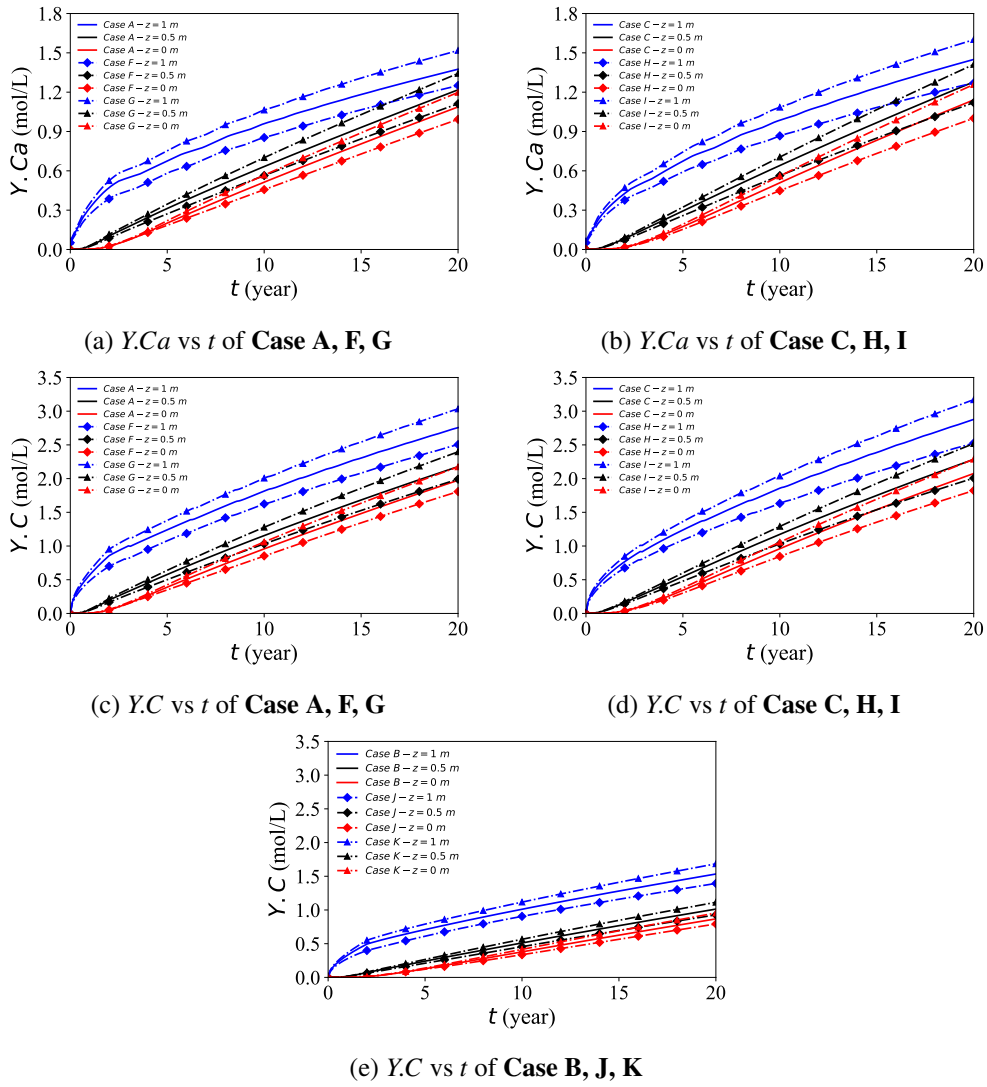 1.8
1.5
1.2
0.9
0.6
0.3
0.0
Y.Ca (mol/L)
Case A − z = 1 m
Case A − z = 0.5 m
Case A − z = 0 m
Case F − z = 1 m
Case F − z = 0.5 m
Case F − z = 0 m
Case G − z = 1 m
Case G − z = 0.5 m
Case G − z = 0 m
0 5 10 15 20
t (year)
(a) Y.Ca vs t of Case A, F, G
1.8
1.5
1.2
0.9
0.6
0.3
0.0
Y.Ca (mol/L)
Case C − z = 1 m
Case C − z = 0.5 m
Case C − z = 0 m
Case H − z = 1 m
Case H − z = 0.5 m
Case H − z = 0 m
Case I − z = 1 m
Case I − z = 0.5 m
Case I − z = 0 m
0 5 10 15 20
t (year)
(b) Y.Ca vs t of Case C, H, I
3.5
3.0
2.5
2.0
1.5
1.0
0.5
0.0
Y.C (mol/L)
Case A − z = 1 m
Case A − z = 0.5 m
Case A − z = 0 m
Case F − z = 1 m
Case F − z = 0.5 m
Case F − z = 0 m
Case G − z = 1 m
Case G − z = 0.5 m
Case G − z = 0 m
0 5 10 15 20
t (year)
(c) Y.C vs t of Case A, F, G
3.5
3.0
2.5
2.0
1.5
1.0
0.5
0.0
Y.C (mol/L)
Case C − z = 1 m
Case C − z = 0.5 m
Case C − z = 0 m
Case H − z = 1 m
Case H − z = 0.5 m
Case H − z = 0 m
Case I − z = 1 m
Case I − z = 0.5 m
Case I − z = 0 m
0 5 10 15 20
t (year)
(d) Y.C vs t of Case C, H, I
3.5
3.0
2.5
2.0
1.5
1.0
0.5
0.0
Y.C (mol/L)
Case B − z = 1 m
Case B − z = 0.5 m
Case B − z = 0 m
Case J − z = 1 m
Case J − z = 0.5 m
Case J − z = 0 m
Case K − z = 1 m
Case K − z = 0.5 m
Case K − z = 0 m
0 5 10 15 20
t (year)
(e) Y.C vs t of Case B, J, K